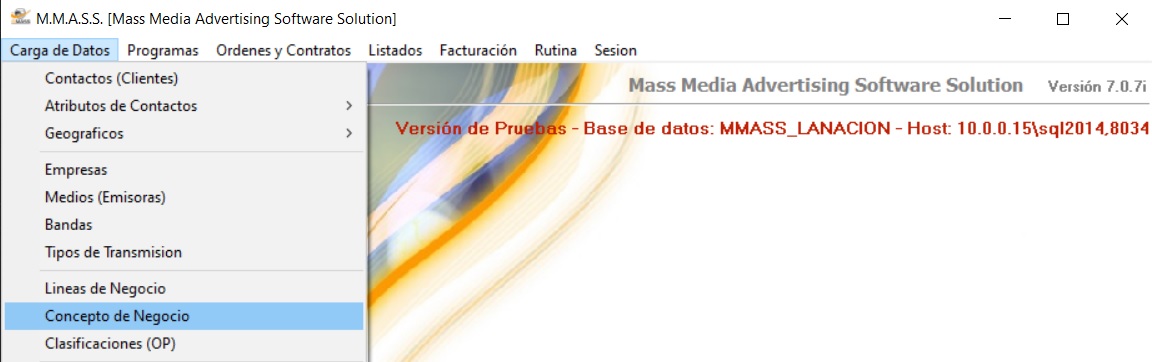 M.M.A.S.S. [Mass Media Advertising Software Solution]
Carga de Datos Programas Ordenes y Contratos Listados Facturación Rutina Sesion
Contactos (Clientes)
Atributos de Contactos
Geograficos
Empresas
Medios (Emisoras)
Bandas
Tipos de Transmision
Lineas de Negocio
Concepto de Negocio
Clasificaciones (OP)
Mass Media Advertising Software Solution Versión 7.0.7i
Versión de Pruebas - Base de datos: MMASS_LANACION - Host: 10.0.0.15\sql2014,8034